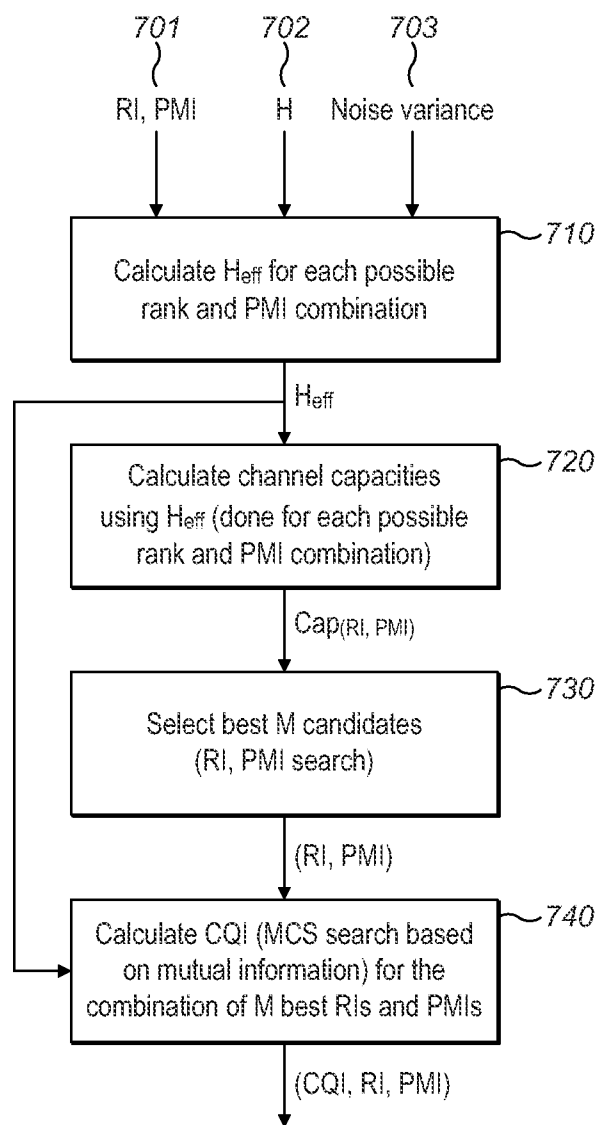 701 702 703
RI, PMI H Noise variance
710
Calculate Heff for each possible
rank and PMI combination
Heff
720
Calculate channel capacities
using Heff (done for each possible
rank and PMI combination)
Cap(RI, PMI)
730
Select best M candidates
(RI, PMI search)
(RI, PMI)
740
Calculate CQI (MCS search based
on mutual information) for the
combination of M best RIs and PMIs
(CQI, RI, PMI)